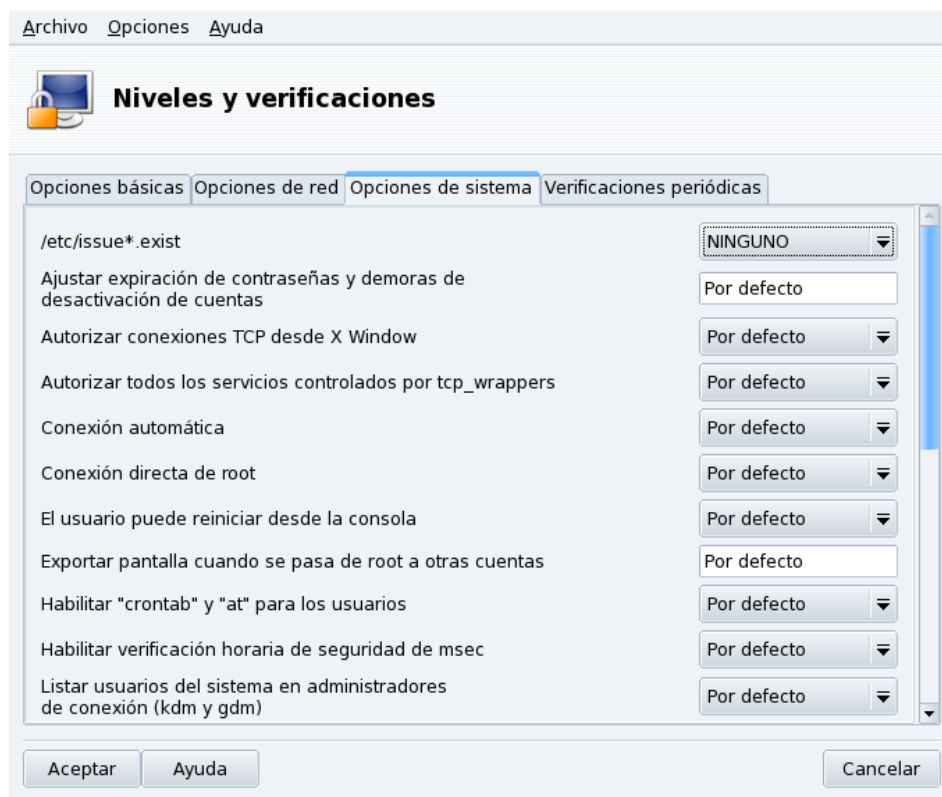 Archivo Opciones Ayuda
Niveles y verificaciones
Opciones básicas Opciones de red Opciones de sistema Verificaciones periódicas
/etc/issue*.exist NINGUNO
Ajustar expiración de contraseñas y demoras de
desactivación de cuentas Por defecto
Autorizar conexiones TCP desde X Window Por defecto
Autorizar todos los servicios controlados por tcp_wrappers Por defecto
Conexión automática Por defecto
Conexión directa de root Por defecto
El usuario puede reiniciar desde la consola Por defecto
Exportar pantalla cuando se pasa de root a otras cuentas Por defecto
Habilitar "crontab" y "at" para los usuarios Por defecto
Habilitar verificación horaria de seguridad de msec Por defecto
Listar usuarios del sistema en administradores
de conexión (kdm y gdm) Por defecto
Aceptar Ayuda Cancelar